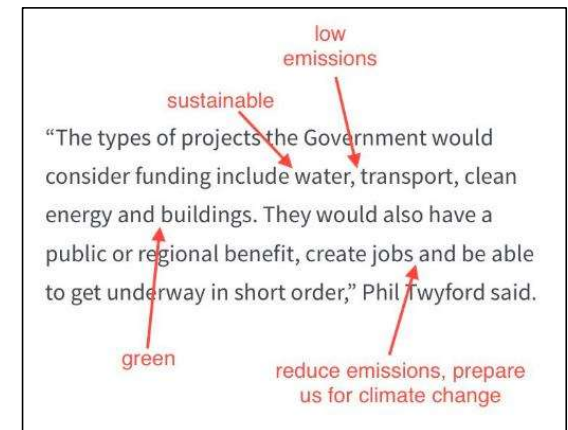 low
emissions
sustainable
“The types of projects the Government would
consider funding include water, transport, clean
energy and buildings. They would also have a
public or regional benefit, create jobs and be able
to get underway in short order,” Phil Twyford said.
green
reduce emissions, prepare
us for climate change